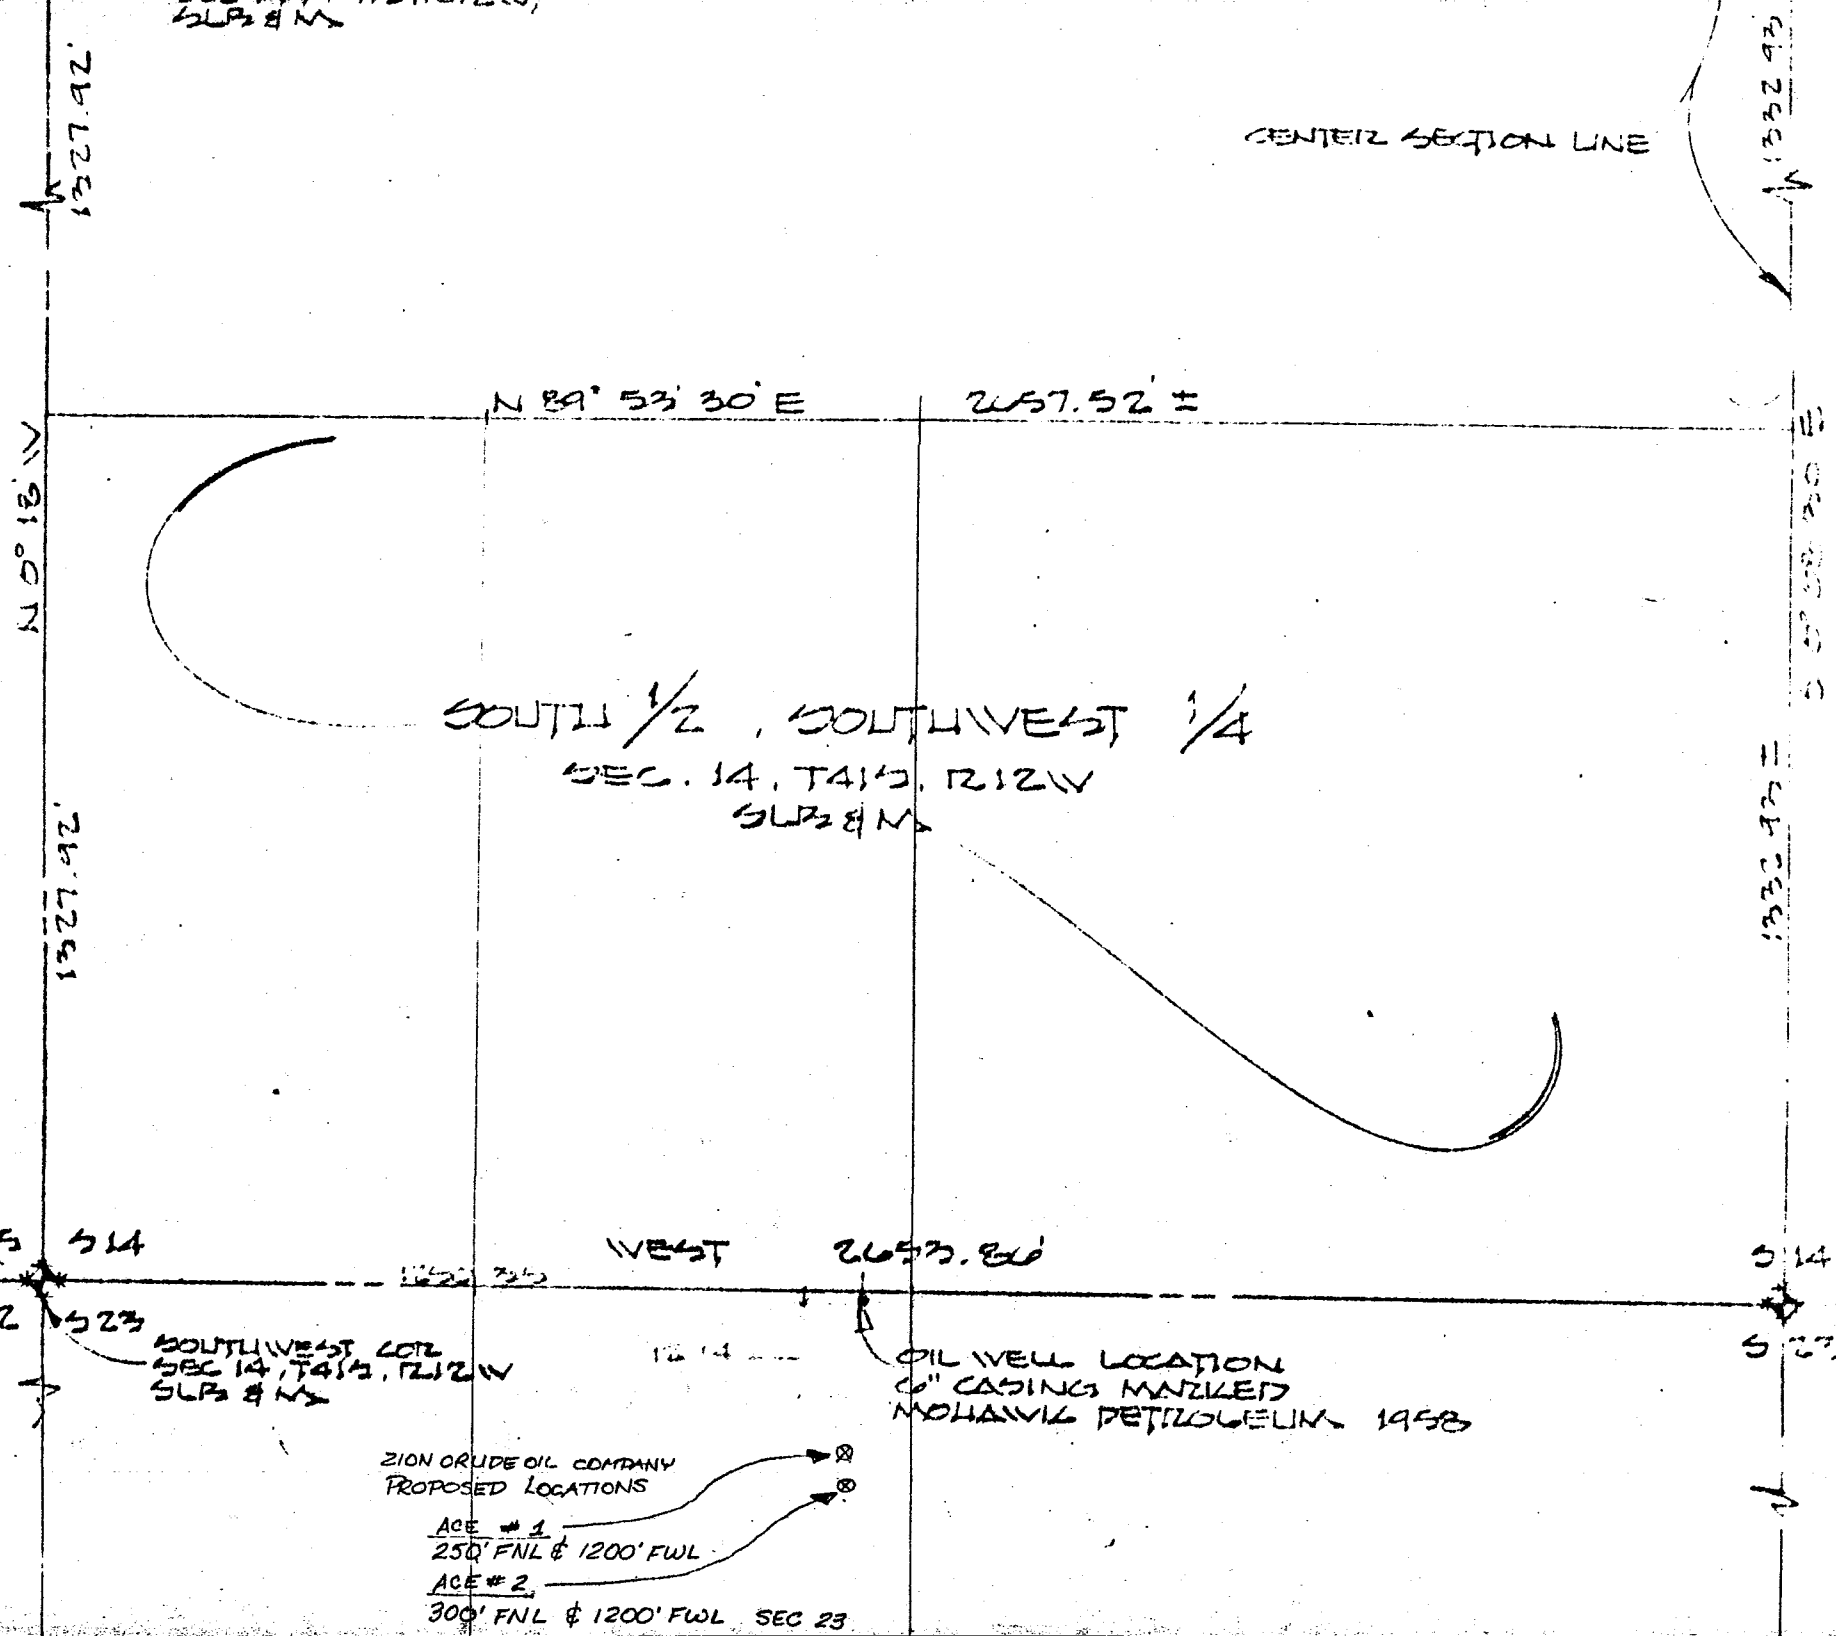 SLB & M
1327.92'
CENTER SECTION LINE
N 89° 53' 30" E 2657.52' ±
N 0° 13' W
SOUTH 1/2 , SOUTHWEST 1/4
SEC. 14, T41S, R12W
SLB & M
1327.92'
S14
WEST 2653.86'
S14
S23
SOUTHWEST COR
SEC 14, T41S, R12W
SLB & M
OIL WELL LOCATION
6" CASING MARKED
MOHAWK PETROLEUM 1958
ZION CRUDE OIL COMPANY
PROPOSED LOCATIONS
ACE #1
250' FNL & 1200' FWL
ACE #2
300' FNL & 1200' FWL SEC 23